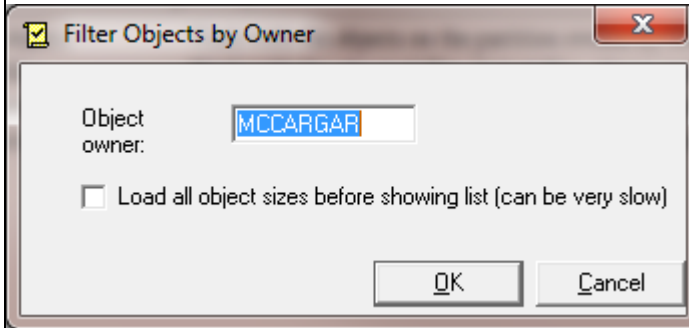 Filter Objects by Owner
Object
owner:
MCCARGAR
Load all object sizes before showing list (can be very slow)
OK
Cancel